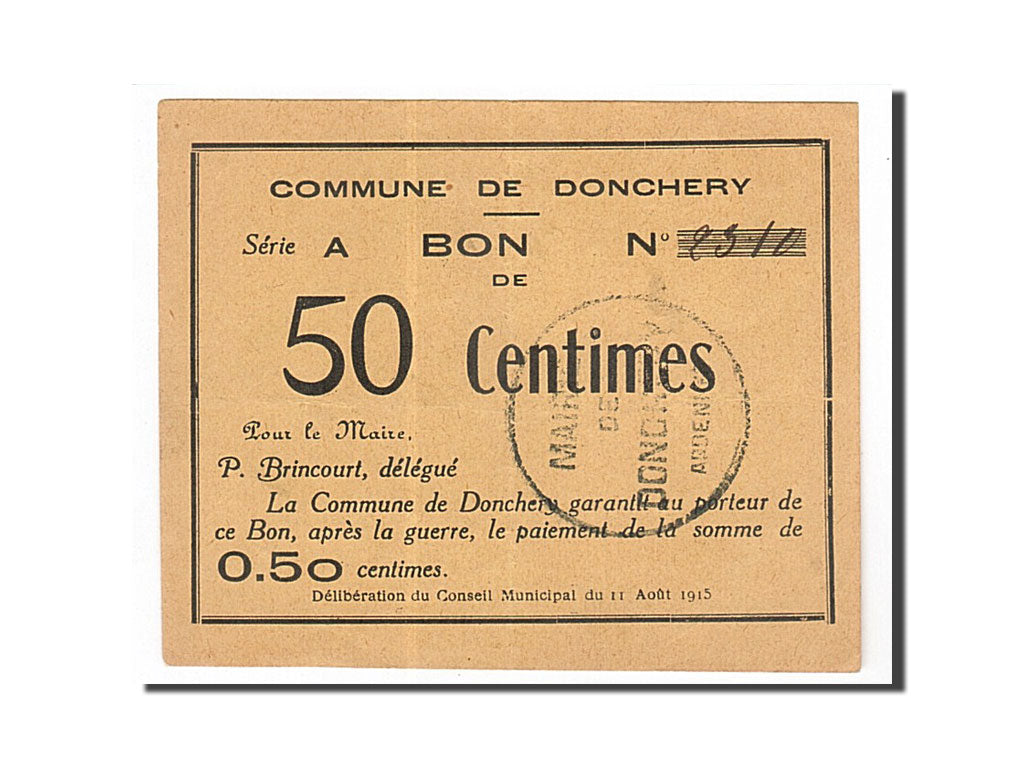 COMMUNE DE DONCHERY
Série A BON N°
DE
50 Centimes
Pour le Maire,
P. Brincourt, délégué
La Commune de Donchery garantit au porteur de
ce Bon, après la guerre, le paiement de la somme de
0.50 centimes.
Délibération du Conseil Municipal du 11 Août 1915
DE